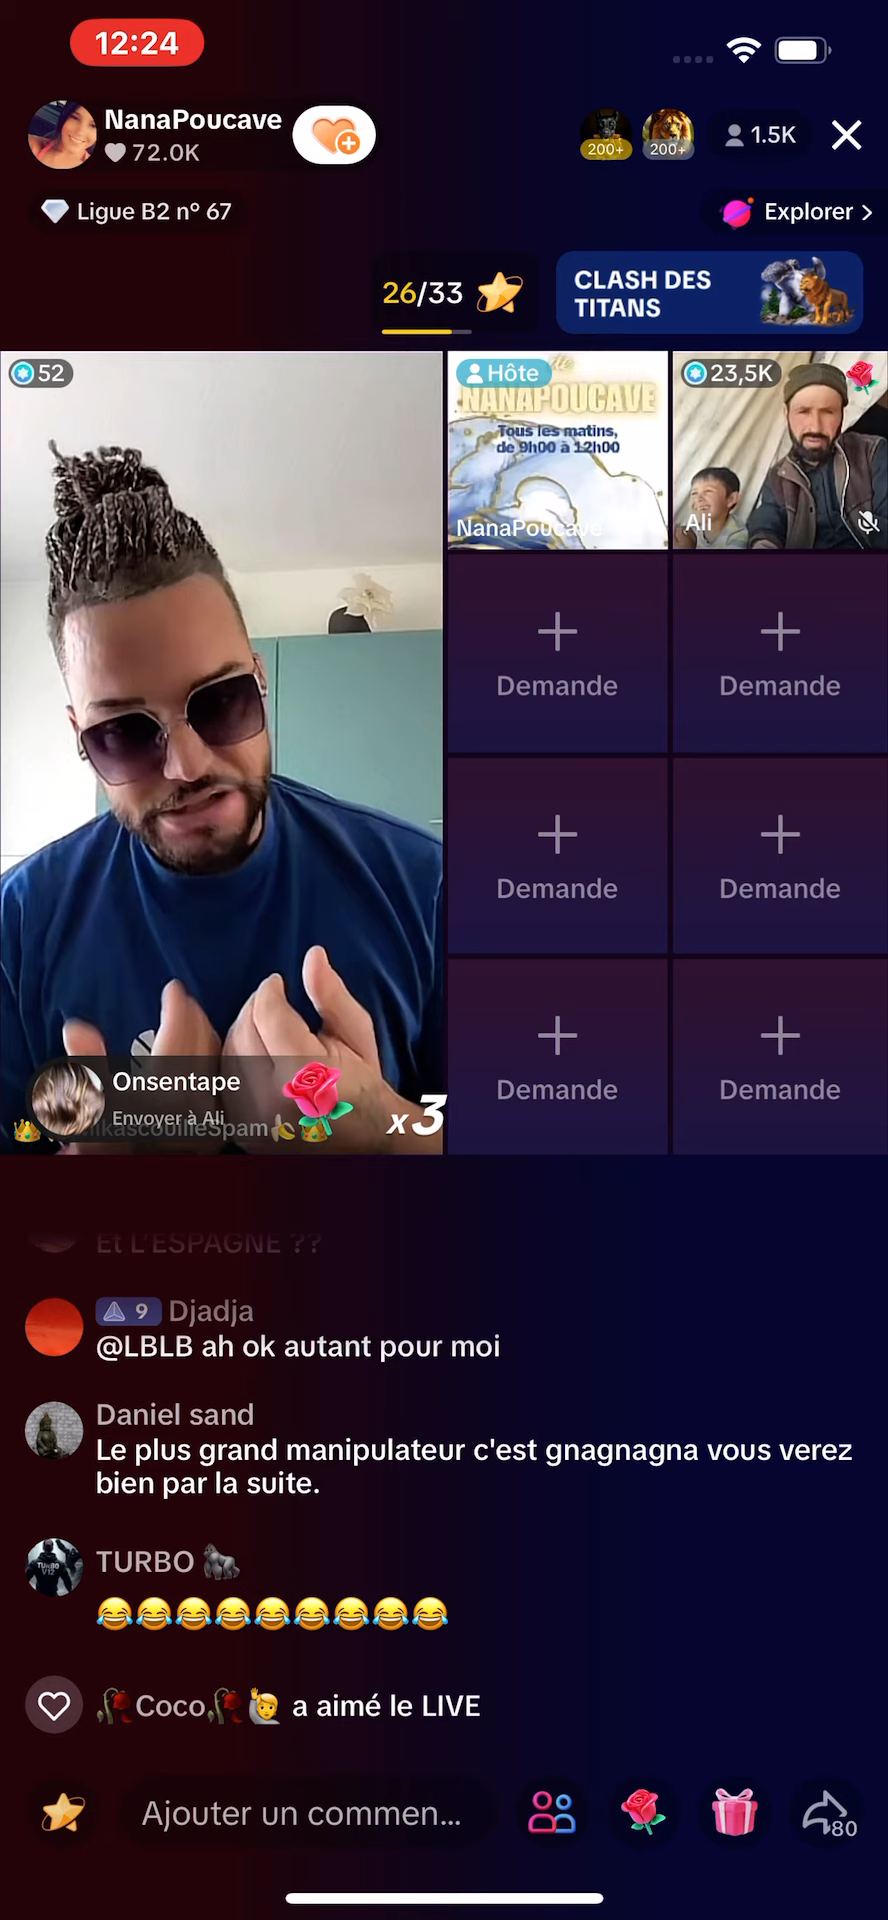 12:24
NanaPoucave
72.0K
200+
200+
1.5K
Ligue B2 nº 67
Explorer >
26/33
CLASH DES
TITANS
52
Hôte
de
NANAPOUCAVE
Tous les matins,
de 9h00 à 12h00
NanaPoucave
23,5K
Ali
Demande
Demande
Demande
Demande
Demande
Demande
Onsentape
Envoyer à Ali
x3
Et L'ESPAGNE ??
9 Djadja
@LBLB ah ok autant pour moi
Daniel sand
Le plus grand manipulateur c'est gnagnagna vous verez
bien par la suite.
TURBO 🦍
😂😂😂😂😂😂😂😂😂
🥀Coco🥀🙋 a aimé le LIVE
Ajouter un commen...
80